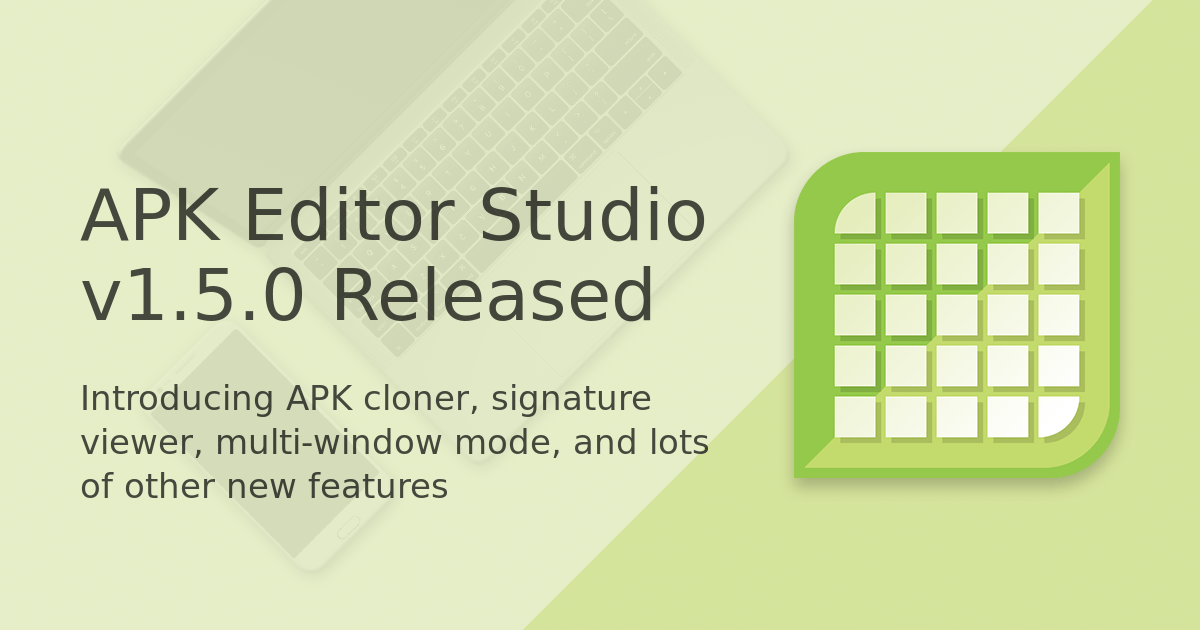 APK Editor Studio
v1.5.0 Released
Introducing APK cloner, signature
viewer, multi-window mode, and lots
of other new features